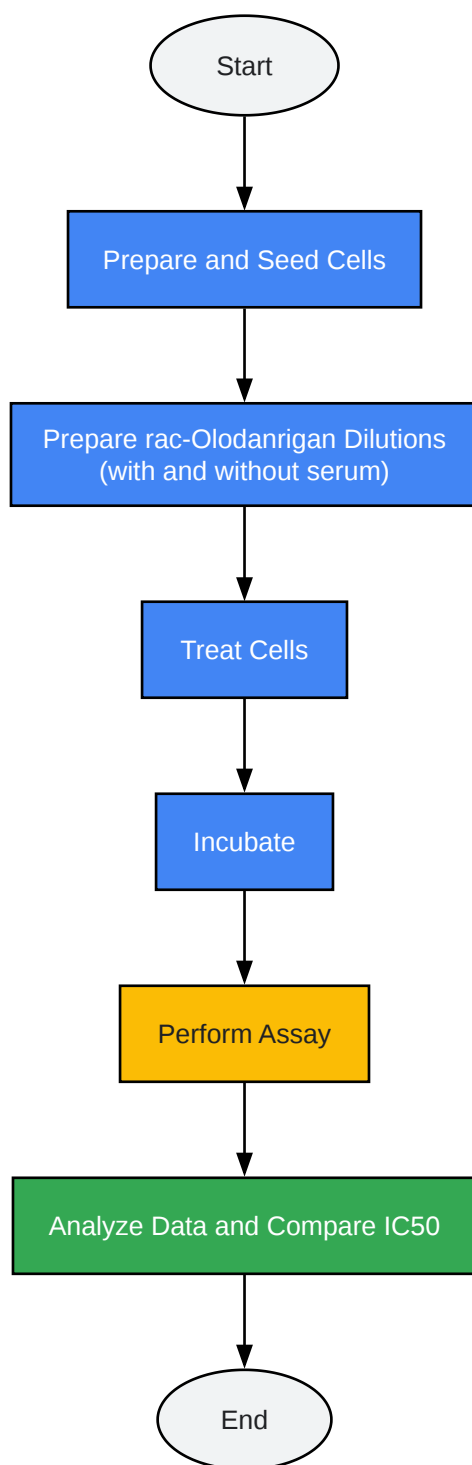 Start
Prepare and Seed Cells
Prepare rac-Olodanrigan Dilutions
(with and without serum)
Treat Cells
Incubate
Perform Assay
Analyze Data and Compare IC50
End